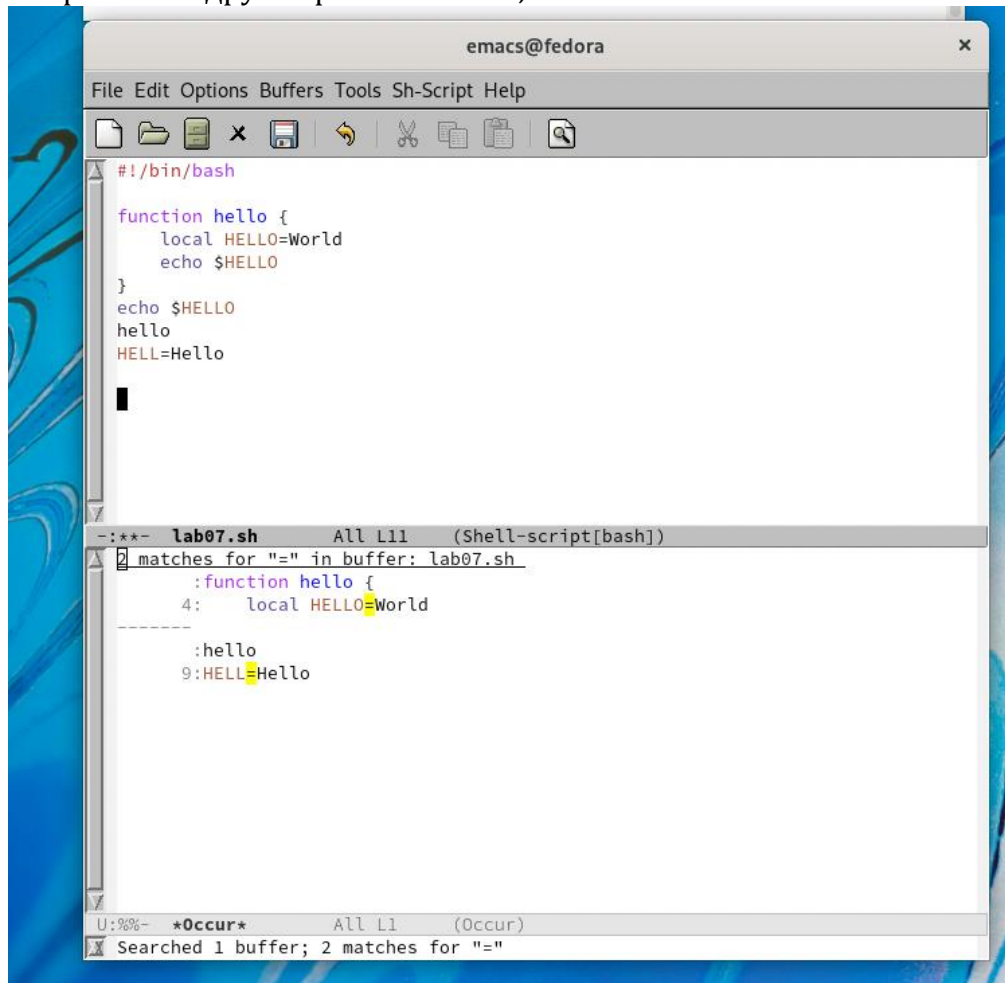 emacs@fedora ×
File Edit Options Buffers Tools Sh-Script Help
#!/bin/bash
function hello {
    local HELLO=World
    echo $HELLO
}
echo $HELLO
hello
HELL=Hello
-:**-  lab07.sh       All L11    (Shell-script[bash])
2 matches for "=" in buffer: lab07.sh
       :function hello {
      4:    local HELLO=World
-------
       :hello
      9:HELL=Hello
U:%%-  *Occur*        All L1     (Occur)
Searched 1 buffer; 2 matches for "="